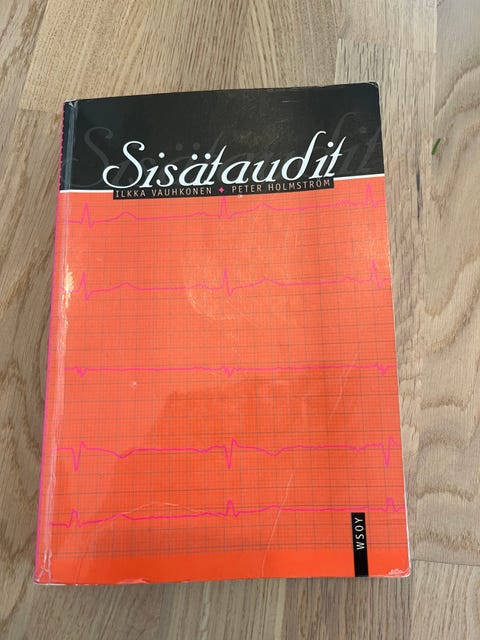 Sisätaudit
ILKKA VAUHKONEN ✦ PETER HOLMSTRÖM
WSOY